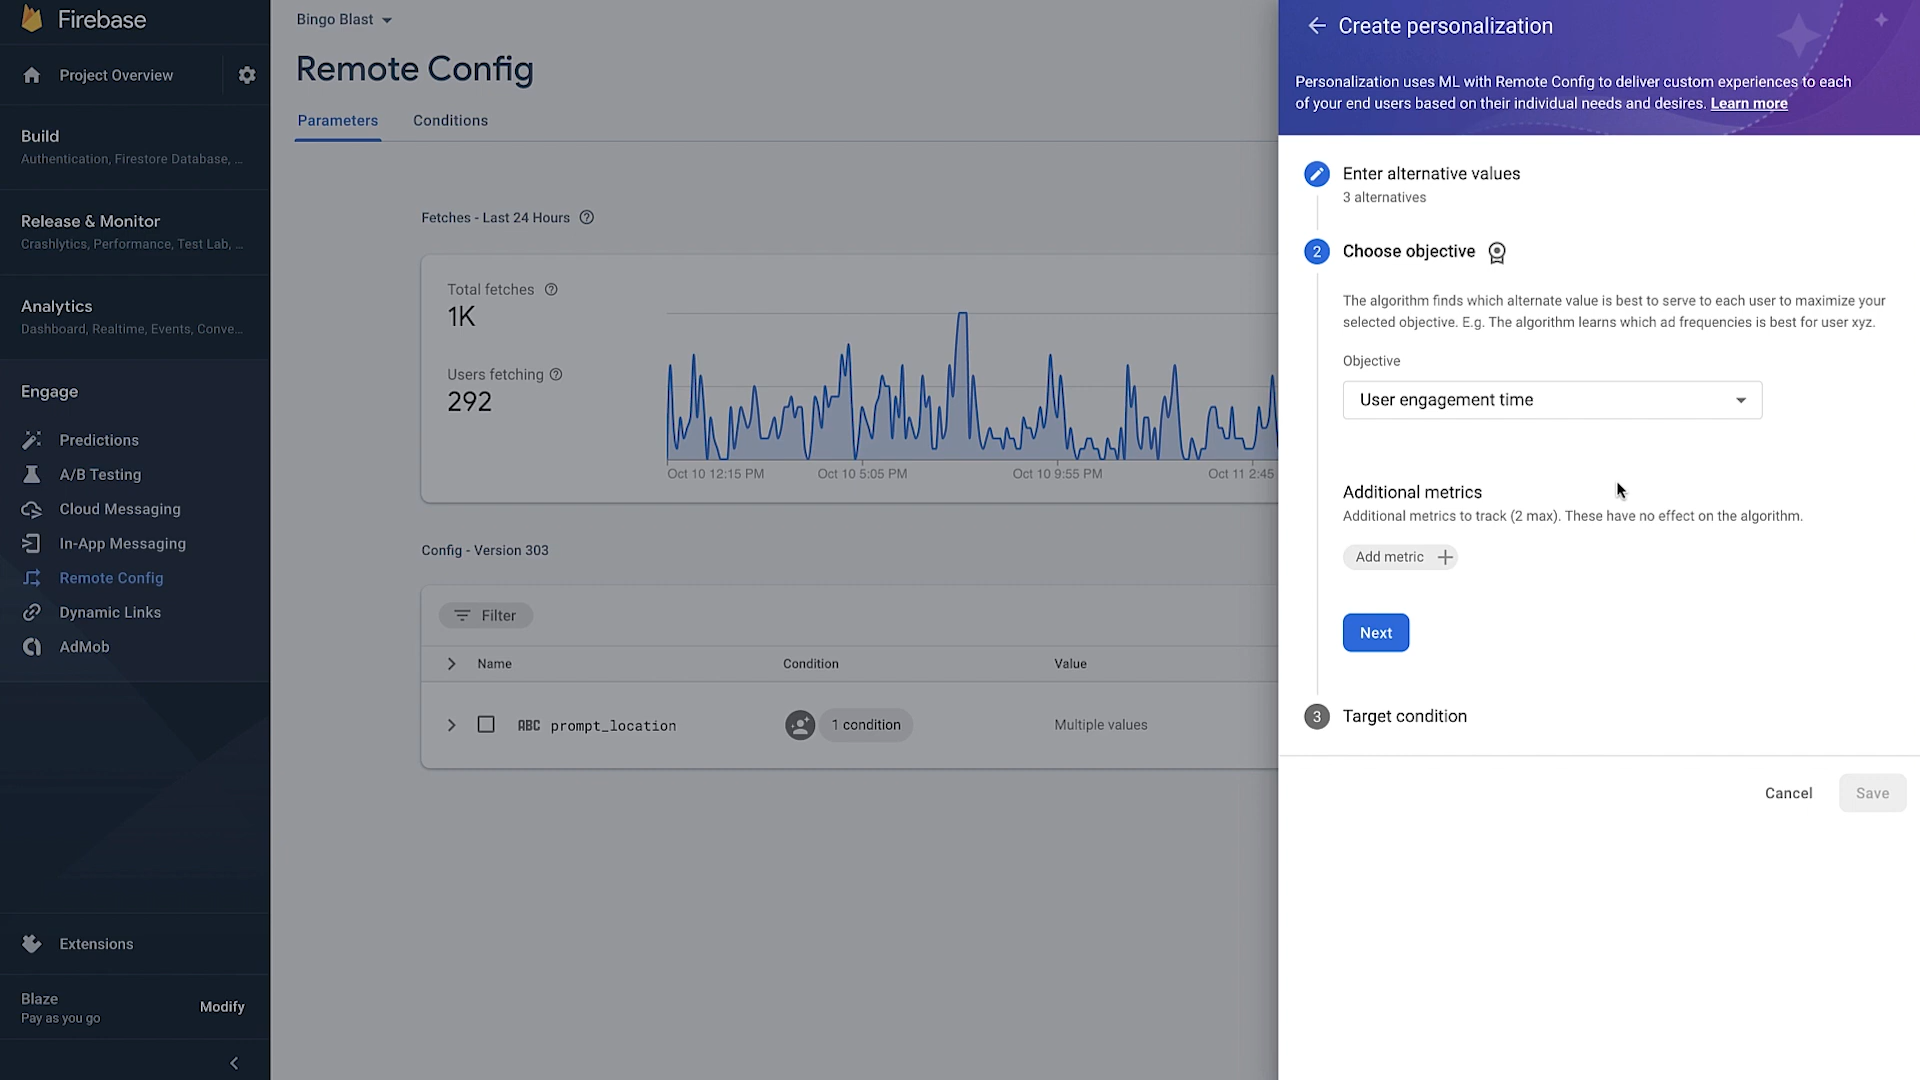 Firebase
Project Overview
Build
Authentication, Firestore Database, ...
Release & Monitor
Crashlytics, Performance, Test Lab, ...
Analytics
Dashboard, Realtime, Events, Conve...
Engage
Predictions
A/B Testing
Cloud Messaging
In-App Messaging
Remote Config
Dynamic Links
AdMob
Extensions
Blaze
Pay as you go
Modify
Bingo Blast
Remote Config
Parameters
Conditions
Fetches - Last 24 Hours
Total fetches
1K
Users fetching
292
Oct 10 12:15 PM
Oct 10 5:05 PM
Oct 10 9:55 PM
Oct 11 2:45
Config - Version 303
Filter
Name
Condition
Value
ABC prompt_location
1 condition
Multiple values
Create personalization
Personalization uses ML with Remote Config to deliver custom experiences to each
of your end users based on their individual needs and desires. Learn more
Enter alternative values
3 alternatives
2 Choose objective
The algorithm finds which alternate value is best to serve to each user to maximize your
selected objective. E.g. The algorithm learns which ad frequencies is best for user xyz.
Objective
User engagement time
Additional metrics
Additional metrics to track (2 max). These have no effect on the algorithm.
Add metric
Next
3 Target condition
Cancel
Save